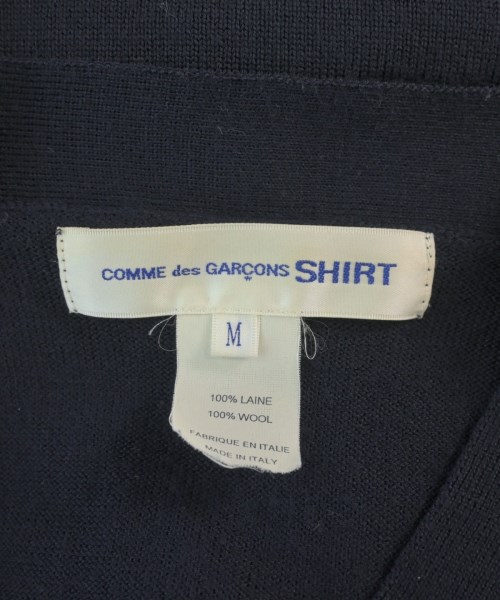 COMME des GARÇONS SHIRT
M
100% LAINE
100% WOOL
FABRIQUE EN ITALIE
MADE IN ITALY